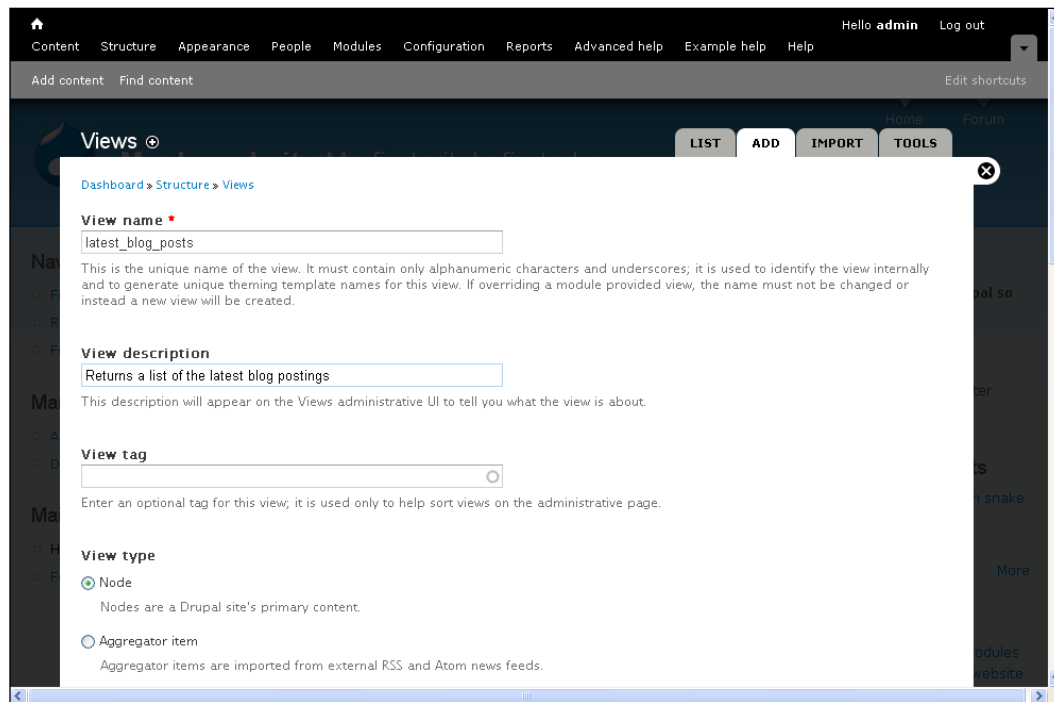 Hello admin Log out
Content Structure Appearance People Modules Configuration Reports Advanced help Example help Help
Add content Find content Edit shortcuts
Home Forum
Views
LIST ADD IMPORT TOOLS
Dashboard » Structure » Views
View name *
latest_blog_posts
This is the unique name of the view. It must contain only alphanumeric characters and underscores; it is used to identify the view internally
and to generate unique theming template names for this view. If overriding a module provided view, the name must not be changed or
instead a new view will be created.
pal so
View description
Returns a list of the latest blog postings
This description will appear on the Views administrative UI to tell you what the view is about.
View tag
Enter an optional tag for this view; it is used only to help sort views on the administrative page.
snake
View type
Node
More
Nodes are a Drupal site's primary content.
Aggregator item
Aggregator items are imported from external RSS and Atom news feeds.
odules
website